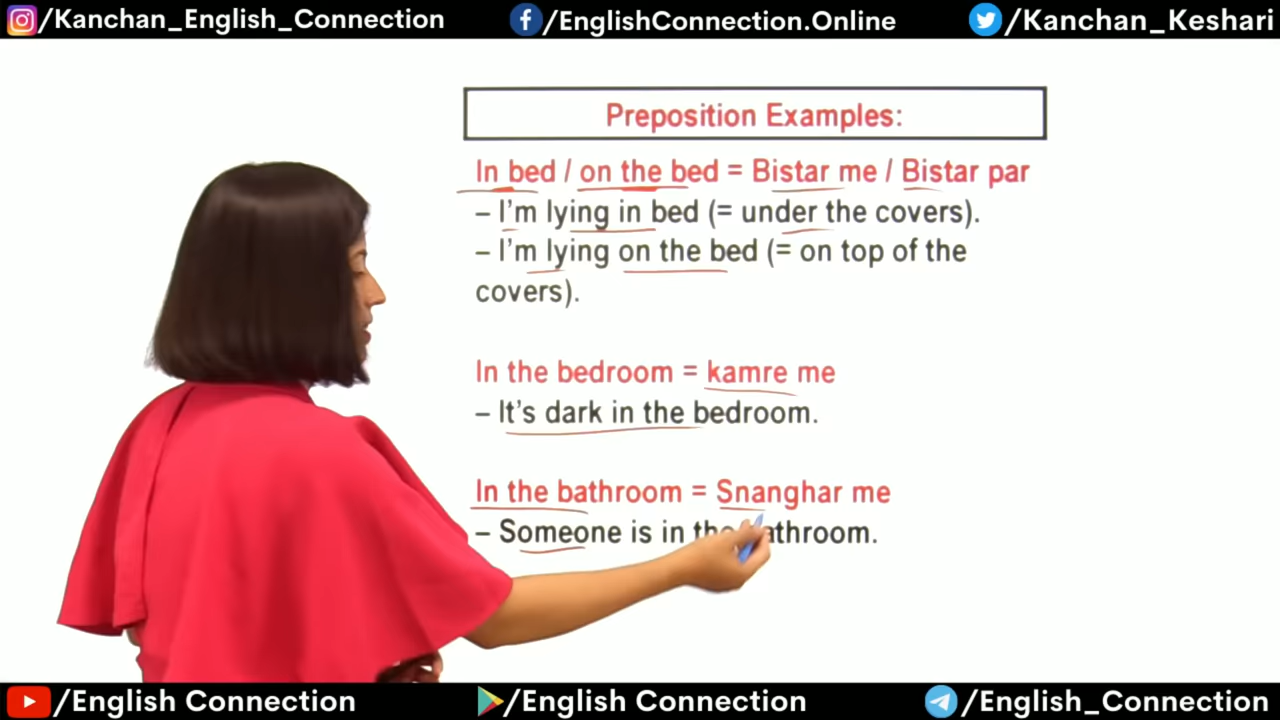 /Kanchan_English_Connection
/EnglishConnection.Online
/Kanchan_Keshari
Preposition Examples:
In bed / on the bed = Bistar me / Bistar par
– I'm lying in bed (= under the covers).
– I'm lying on the bed (= on top of the
covers).
In the bedroom = kamre me
– It's dark in the bedroom.
In the bathroom = Snanghar me
– Someone is in the bathroom.
/English Connection
/English Connection
/English_Connection